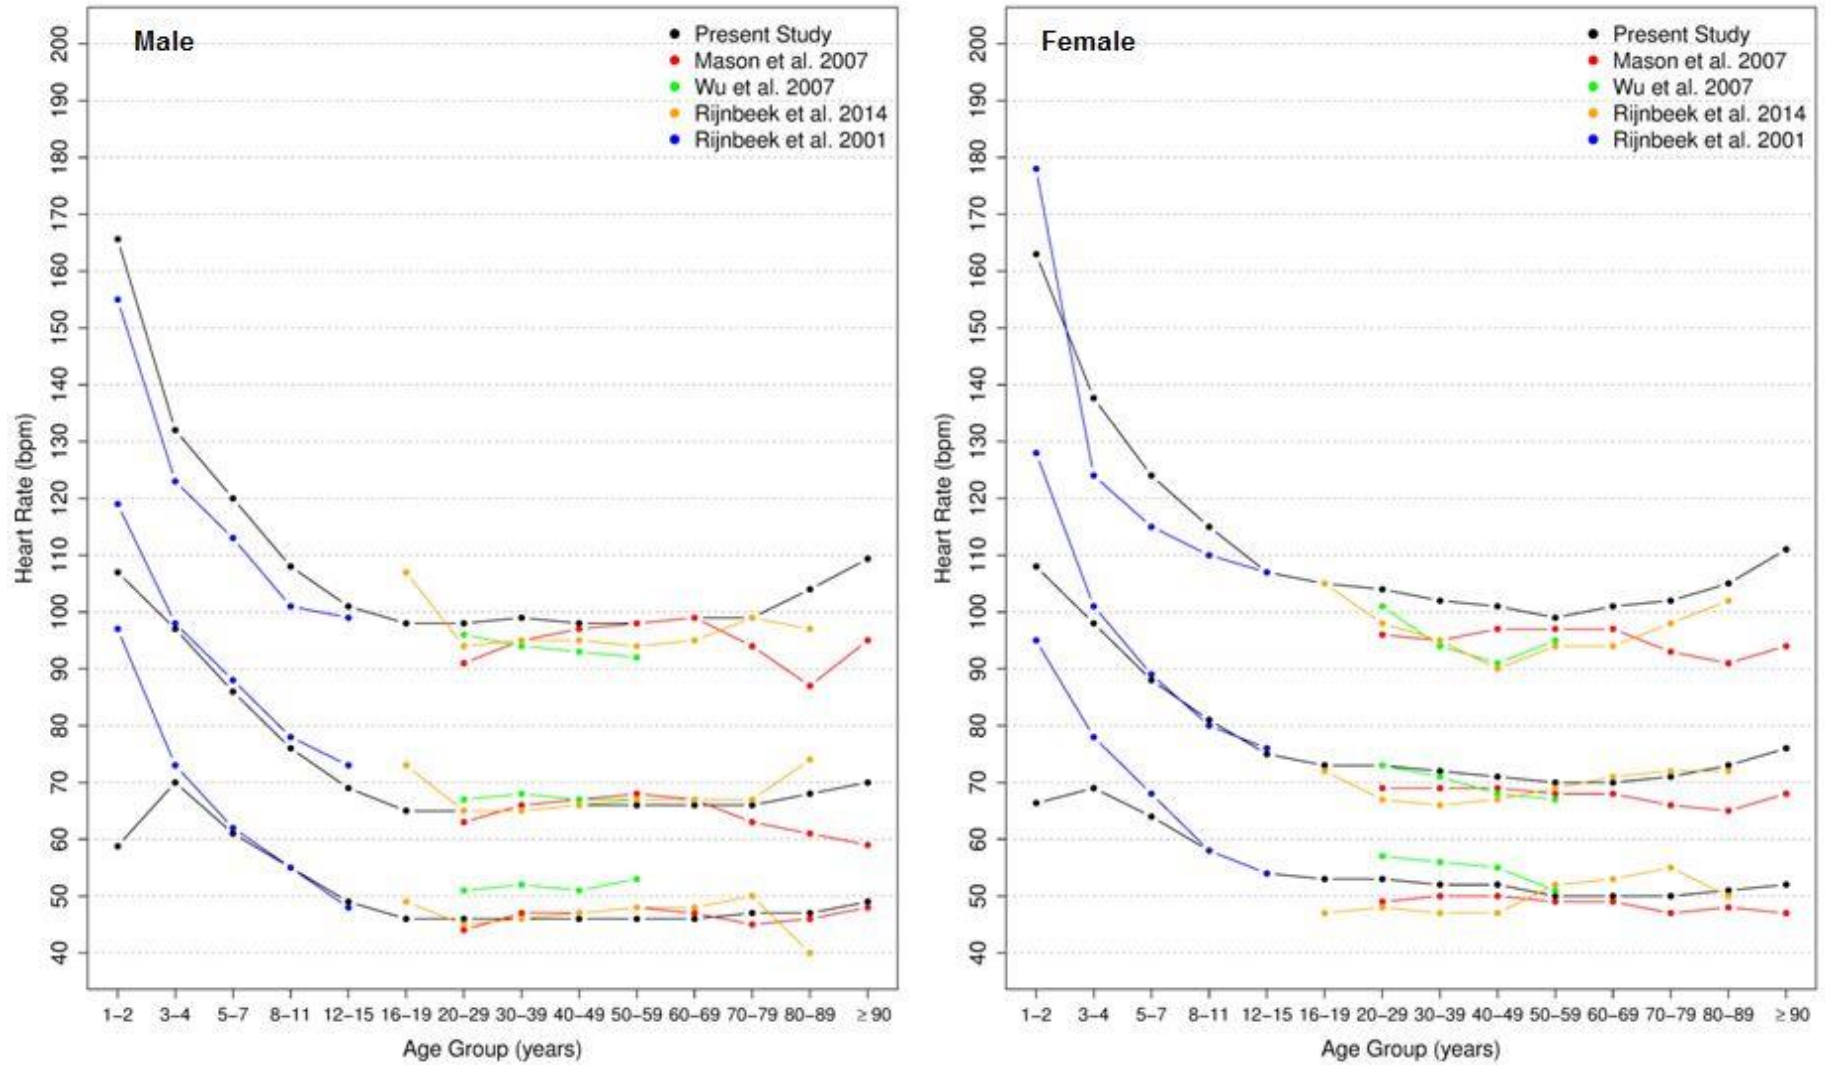 Male
Present Study
Mason et al. 2007
Wu et al. 2007
Rijnbeek et al. 2014
Rijnbeek et al. 2001
200
190
180
170
160
150
140
130
120
110
100
90
80
70
60
50
40
Heart Rate (bpm)
1–2 3–4 5–7 8–11 12–15 16–19 20–29 30–39 40–49 50–59 60–69 70–79 80–89 ≥ 90
Age Group (years)
Female
Present Study
Mason et al. 2007
Wu et al. 2007
Rijnbeek et al. 2014
Rijnbeek et al. 2001
200
190
180
170
160
150
140
130
120
110
100
90
80
70
60
50
40
Heart Rate (bpm)
1–2 3–4 5–7 8–11 12–15 16–19 20–29 30–39 40–49 50–59 60–69 70–79 80–89 ≥ 90
Age Group (years)